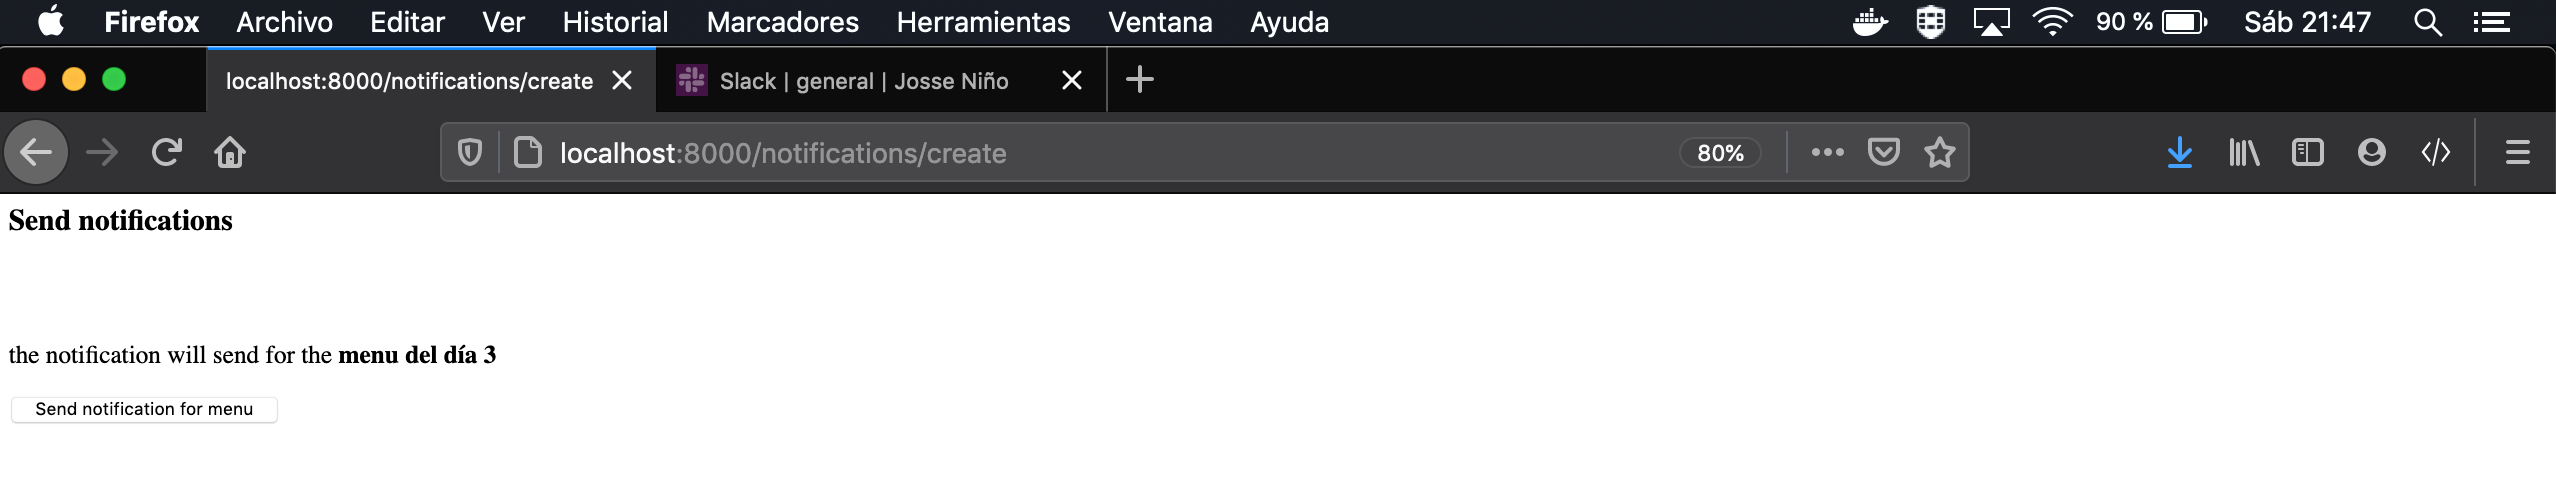 Firefox Archivo Editar Ver Historial Marcadores Herramientas Ventana Ayuda 90 % Sáb 21:47
localhost:8000/notifications/create Slack | general | Josse Niño
localhost:8000/notifications/create 80%
Send notifications
the notification will send for the menu del día 3
Send notification for menu